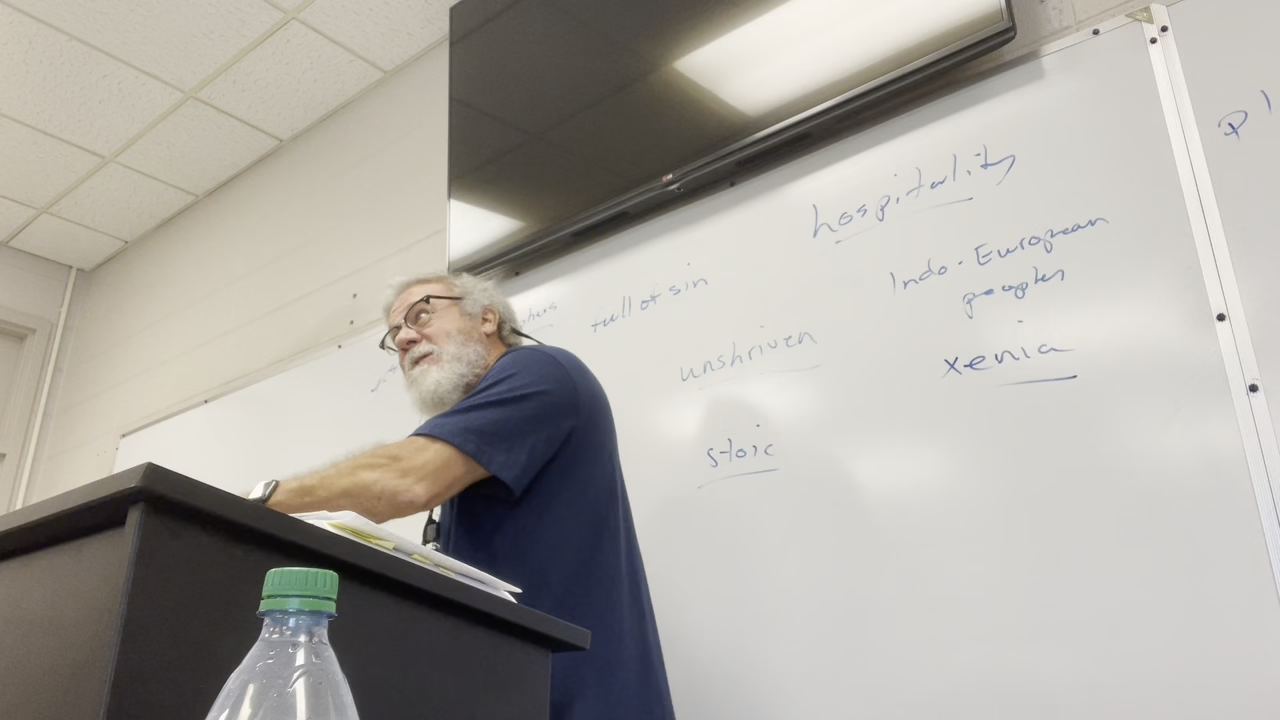 hospitality
Indo-European
peoples
xenia
full of sin
unshriven
stoic